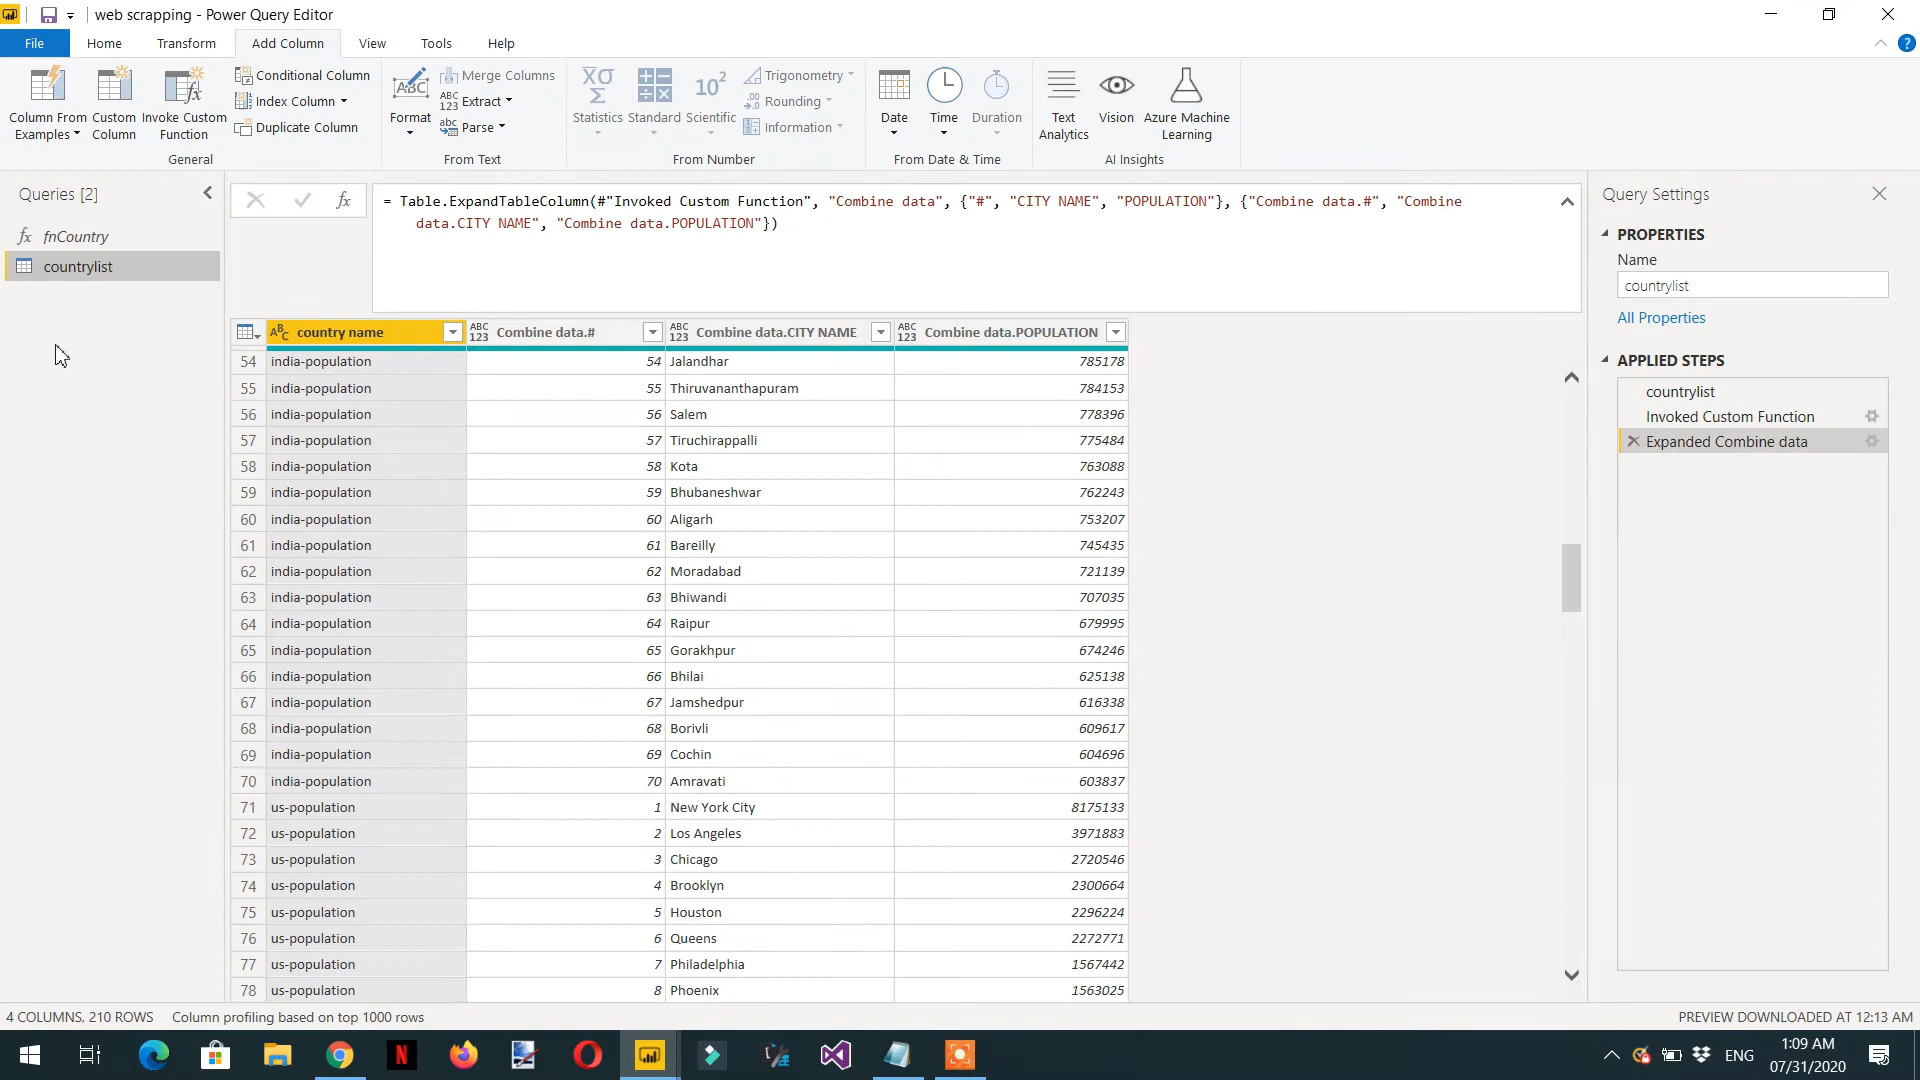 web scrapping - Power Query Editor
File Home Transform Add Column View Tools Help
Column From Examples
Custom Column
Invoke Custom Function
Conditional Column
Index Column
Duplicate Column
General
Format
Merge Columns
Extract
Parse
From Text
Statistics
Standard
Scientific
Trigonometry
Rounding
Information
From Number
Date
Time
Duration
From Date & Time
Text Analytics
Vision
Azure Machine Learning
AI Insights
Queries [2]
fnCountry
countrylist
= Table.ExpandTableColumn(#"Invoked Custom Function", "Combine data", {"#", "CITY NAME", "POPULATION"}, {"Combine data.#", "Combine
data.CITY NAME", "Combine data.POPULATION"})
country name Combine data.# Combine data.CITY NAME Combine data.POPULATION
54 india-population 54 Jalandhar 785178
55 india-population 55 Thiruvananthapuram 784153
56 india-population 56 Salem 778396
57 india-population 57 Tiruchirappalli 775484
58 india-population 58 Kota 763088
59 india-population 59 Bhubaneshwar 762243
60 india-population 60 Aligarh 753207
61 india-population 61 Bareilly 745435
62 india-population 62 Moradabad 721139
63 india-population 63 Bhiwandi 707035
64 india-population 64 Raipur 679995
65 india-population 65 Gorakhpur 674246
66 india-population 66 Bhilai 625138
67 india-population 67 Jamshedpur 616338
68 india-population 68 Borivli 609617
69 india-population 69 Cochin 604696
70 india-population 70 Amravati 603837
71 us-population 1 New York City 8175133
72 us-population 2 Los Angeles 3971883
73 us-population 3 Chicago 2720546
74 us-population 4 Brooklyn 2300664
75 us-population 5 Houston 2296224
76 us-population 6 Queens 2272771
77 us-population 7 Philadelphia 1567442
78 us-population 8 Phoenix 1563025
Query Settings
PROPERTIES
Name
countrylist
All Properties
APPLIED STEPS
countrylist
Invoked Custom Function
Expanded Combine data
4 COLUMNS, 210 ROWS Column profiling based on top 1000 rows
PREVIEW DOWNLOADED AT 12:13 AM
ENG
1:09 AM
07/31/2020